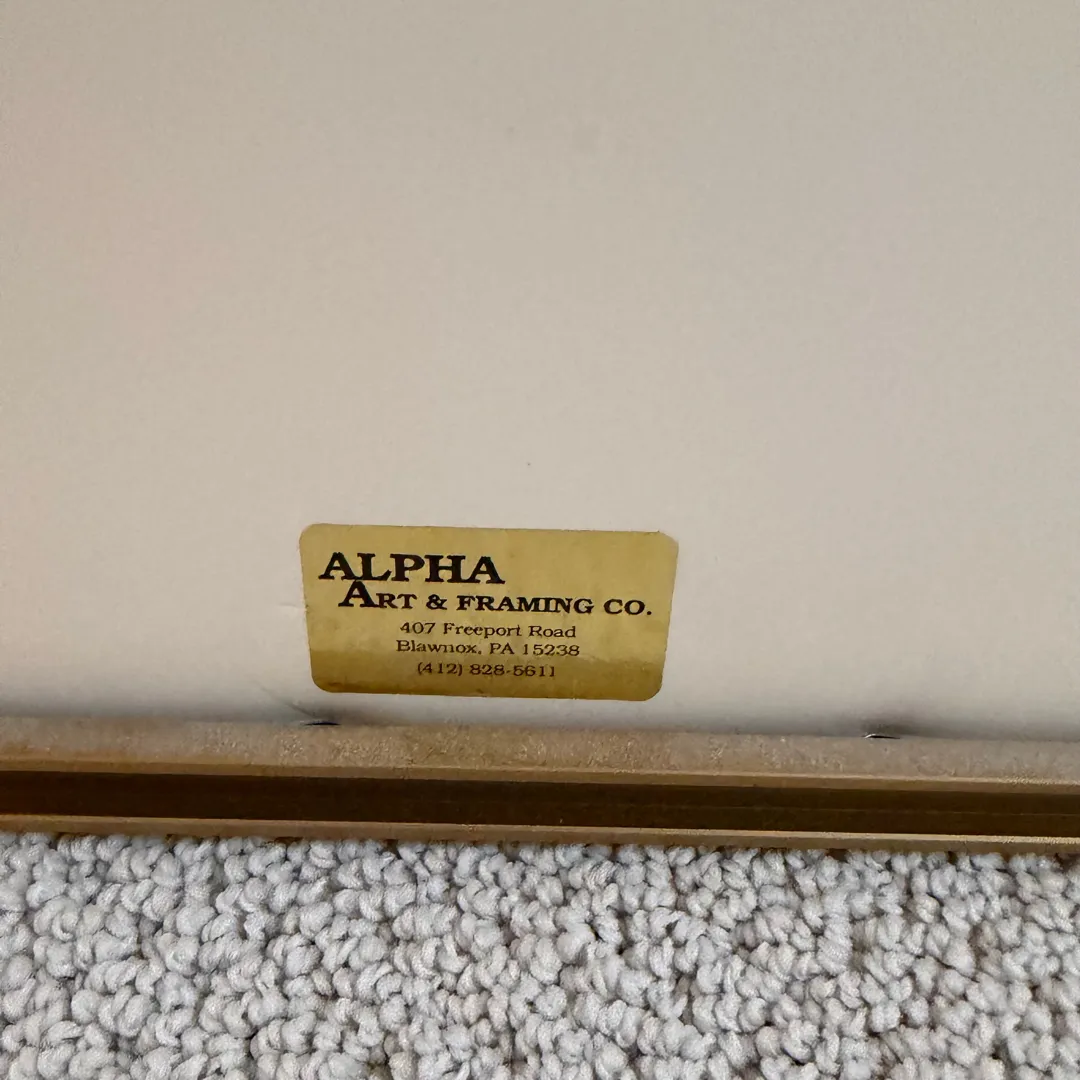 ALPHA
ART & FRAMING CO.
407 Freeport Road
Blawnox, PA 15238
(412) 828-5611